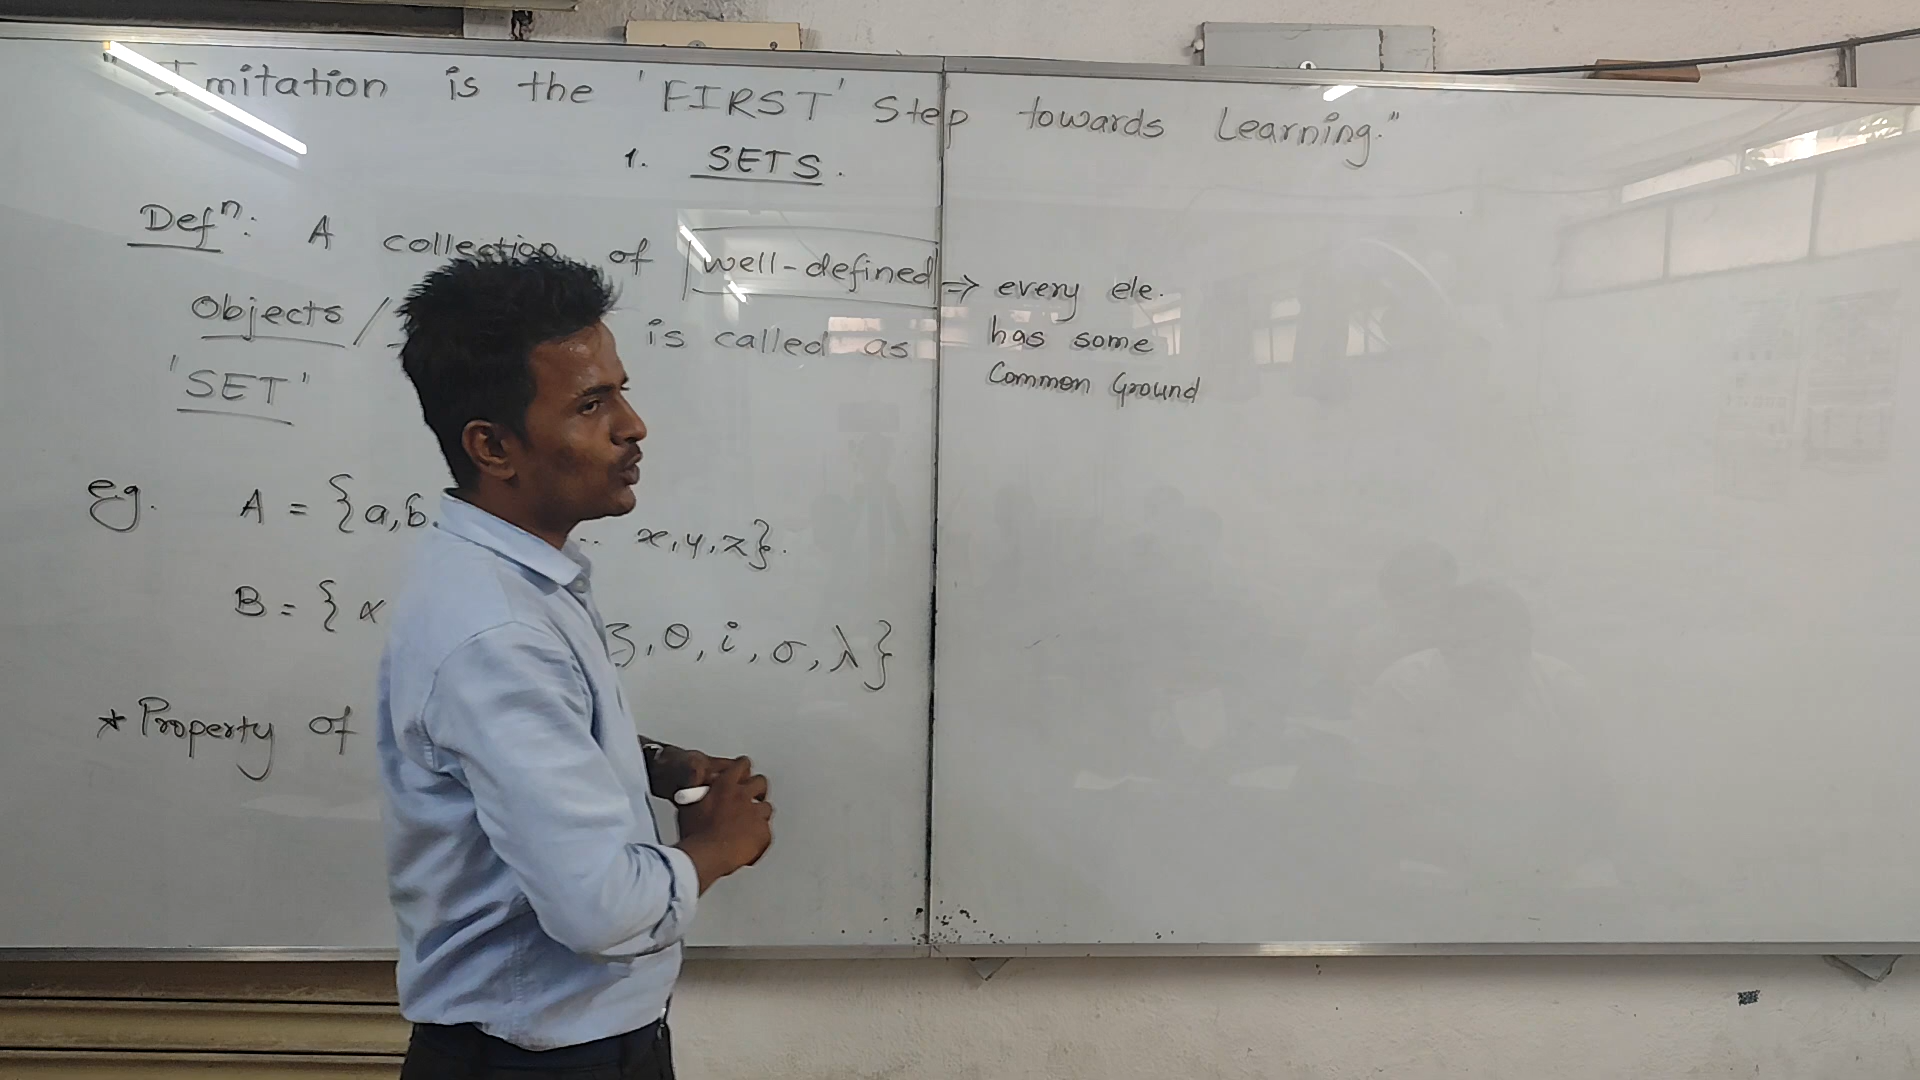 "Imitation is the 'FIRST' Step towards Learning."
1. SETS.
Defⁿ: A collection of well-defined ⇒ every ele.
has some
Common Ground
Objects / is called as
'SET'
eg. A = {a,b. .. x,y,z}.
B = { α ,θ,i,σ,λ}
* Property of